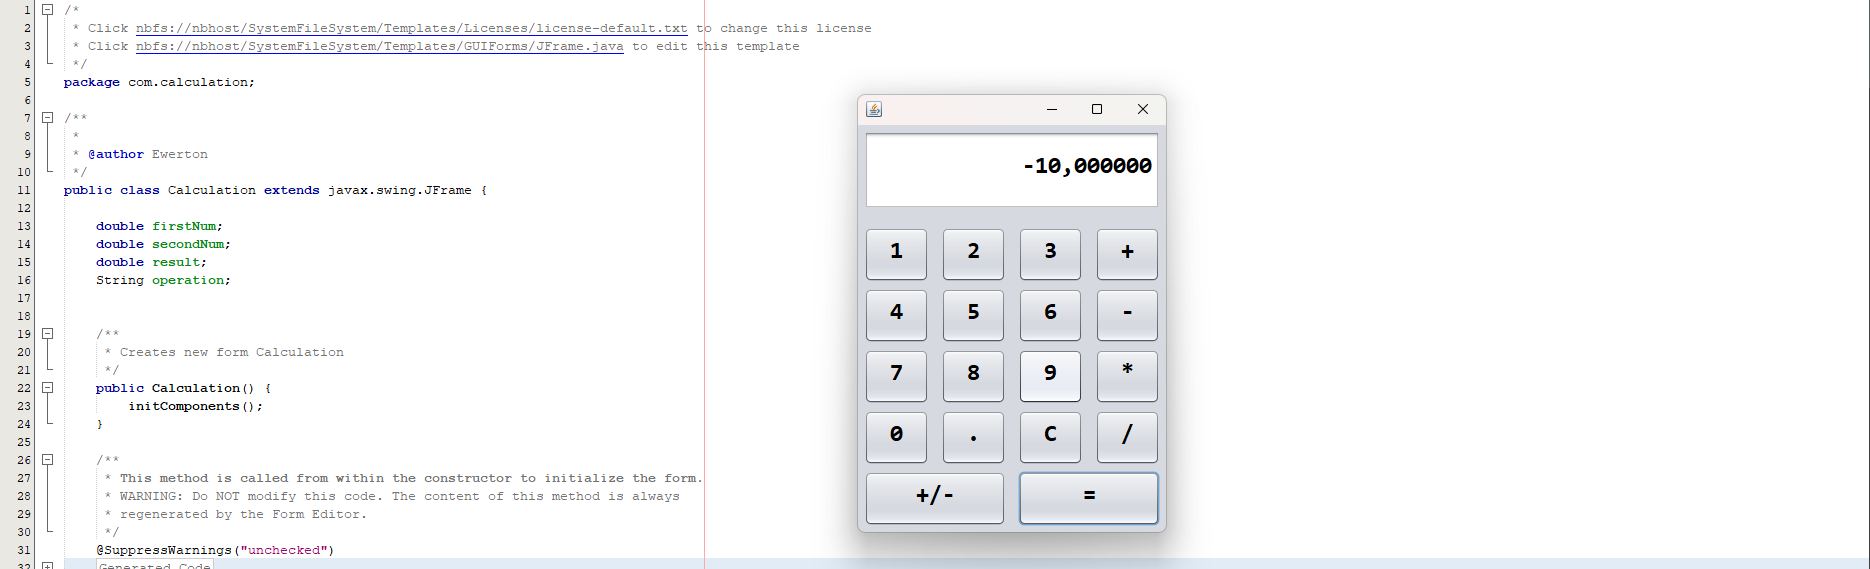 1 /*
2 * Click nbfs://nbhost/SystemFileSystem/Templates/Licenses/license-default.txt to change this license
3 * Click nbfs://nbhost/SystemFileSystem/Templates/GUIForms/JFrame.java to edit this template
4 */
5 package com.calculation;
6
7 /**
8 *
9 * @author Ewerton
10 */
11 public class Calculation extends javax.swing.JFrame {
12
13 double firstNum;
14 double secondNum;
15 double result;
16 String operation;
17
18
19 /**
20 * Creates new form Calculation
21 */
22 public Calculation() {
23 initComponents();
24 }
25
26 /**
27 * This method is called from within the constructor to initialize the form.
28 * WARNING: Do NOT modify this code. The content of this method is always
29 * regenerated by the Form Editor.
30 */
31 @SuppressWarnings("unchecked")
32 Generated Code
-10,000000
1 2 3 +
4 5 6 -
7 8 9 *
0 . C /
+/- =